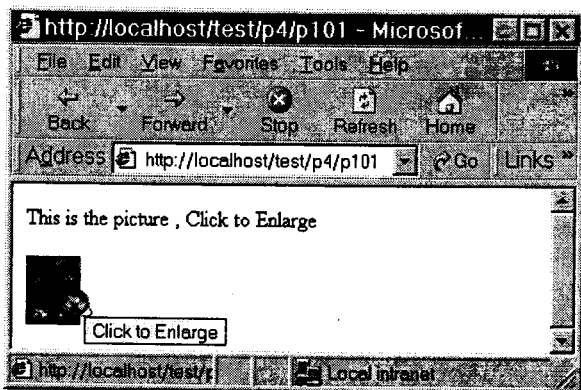 http://localhost/test/p4/p101 - Microsof...
File Edit View Favorites Tools Help
Back Forward Stop Refresh Home
Address http://localhost/test/p4/p101 Go Links »
This is the picture , Click to Enlarge
Click to Enlarge
http://localhost/test/p Local intranet